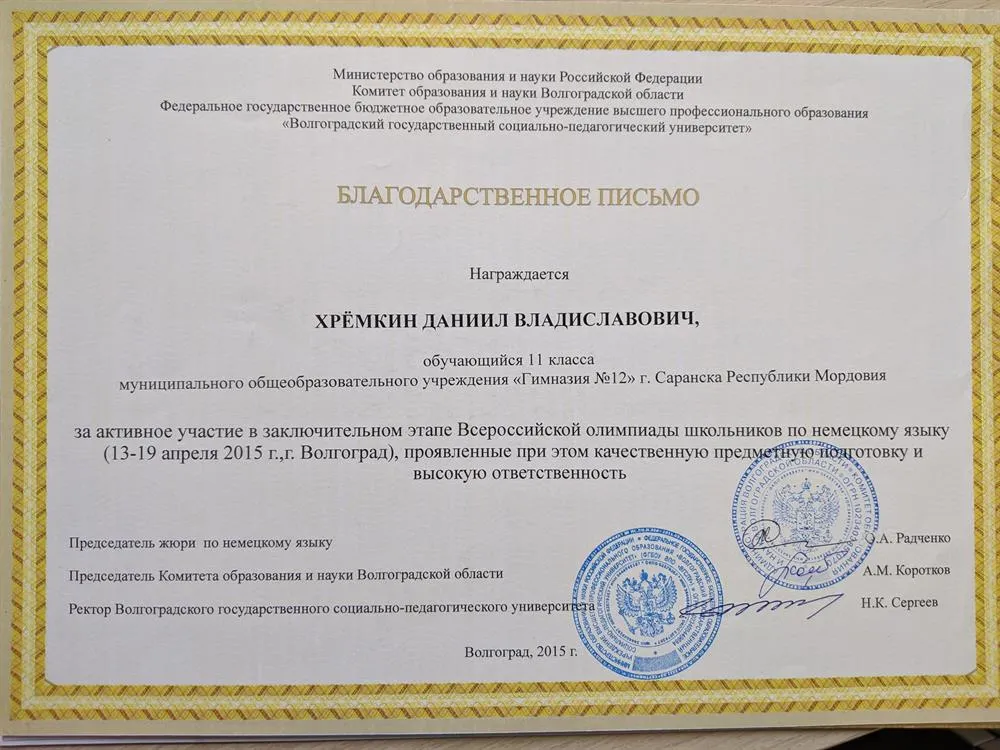 Министерство образования и науки Российской Федерации
Комитет образования и науки Волгоградской области
Федеральное государственное бюджетное образовательное учреждение высшего профессионального образования
«Волгоградский государственный социально-педагогический университет»
БЛАГОДАРСТВЕННОЕ ПИСЬМО
Награждается
ХРЁМКИН ДАНИИЛ ВЛАДИСЛАВОВИЧ,
обучающийся 11 класса
муниципального общеобразовательного учреждения «Гимназия №12» г. Саранска Республики Мордовия
за активное участие в заключительном этапе Всероссийской олимпиады школьников по немецкому языку
(13-19 апреля 2015 г.,г. Волгоград), проявленные при этом качественную предметную подготовку и
высокую ответственность
Председатель жюри по немецкому языку О.А. Радченко
Председатель Комитета образования и науки Волгоградской области А.М. Коротков
Ректор Волгоградского государственного социально-педагогического университета Н.К. Сергеев
Волгоград, 2015 г.